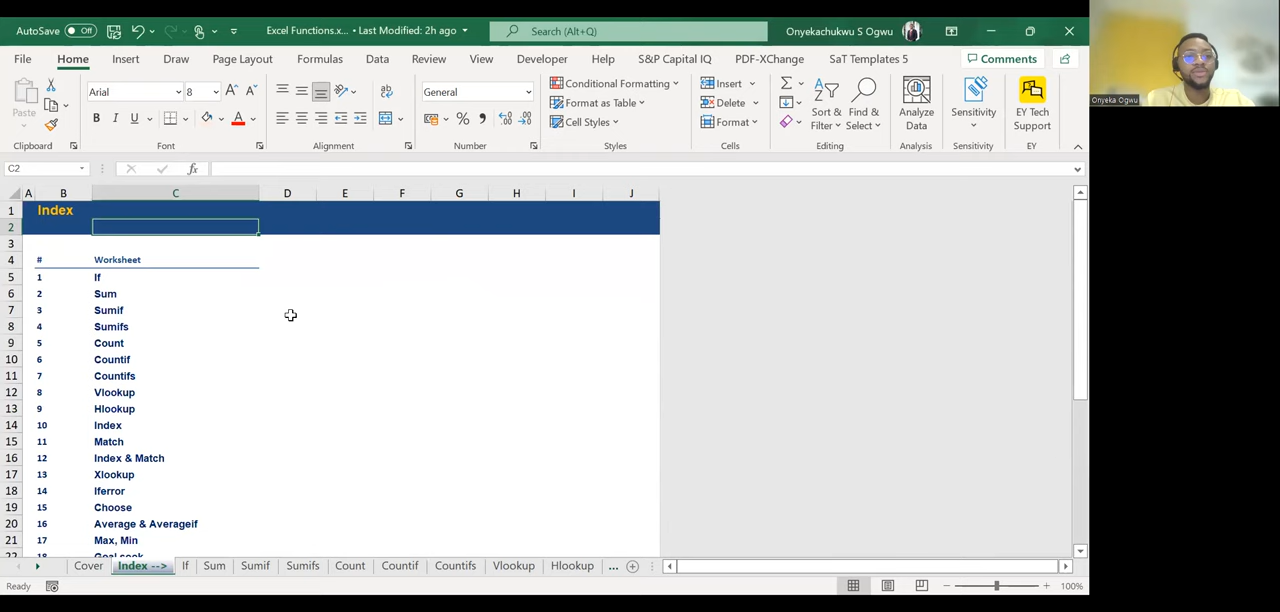 AutoSave Off Excel Functions.x... • Last Modified: 2h ago Search (Alt+Q) Onyekachukwu S Ogwu
File Home Insert Draw Page Layout Formulas Data Review View Developer Help S&P Capital IQ PDF-XChange SaT Templates 5 Comments
Onyeka Ogwu
Paste Arial 8 A A General Conditional Formatting Insert
B I U A % Format as Table Delete Sort & Find & Analyze Sensitivity EY Tech
Cell Styles Format Filter Select Data Support
Clipboard Font Alignment Number Styles Cells Editing Analysis Sensitivity EY
C2 fx
A B C D E F G H I J
1 Index
2
3
4 # Worksheet
5 1 If
6 2 Sum
7 3 Sumif
8 4 Sumifs
9 5 Count
10 6 Countif
11 7 Countifs
12 8 Vlookup
13 9 Hlookup
14 10 Index
15 11 Match
16 12 Index & Match
17 13 Xlookup
18 14 Iferror
19 15 Choose
20 16 Average & Averageif
21 17 Max, Min
22 18 Goal seek
Cover Index --> If Sum Sumif Sumifs Count Countif Countifs Vlookup Hlookup ...
Ready 100%